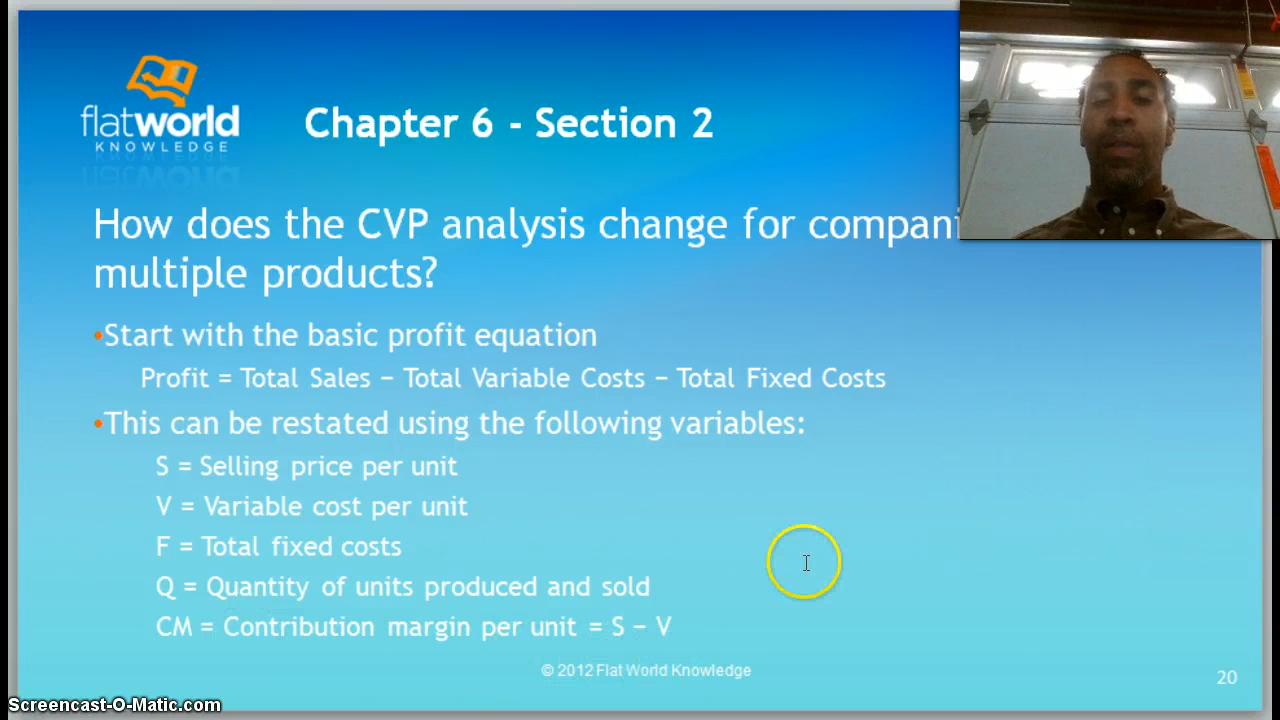 flatworld
KNOWLEDGE
Chapter 6 - Section 2
How does the CVP analysis change for compani
multiple products?
•Start with the basic profit equation
Profit = Total Sales – Total Variable Costs – Total Fixed Costs
•This can be restated using the following variables:
S = Selling price per unit
V = Variable cost per unit
F = Total fixed costs
Q = Quantity of units produced and sold
CM = Contribution margin per unit = S – V
© 2012 Flat World Knowledge
20
Screencast-O-Matic.com